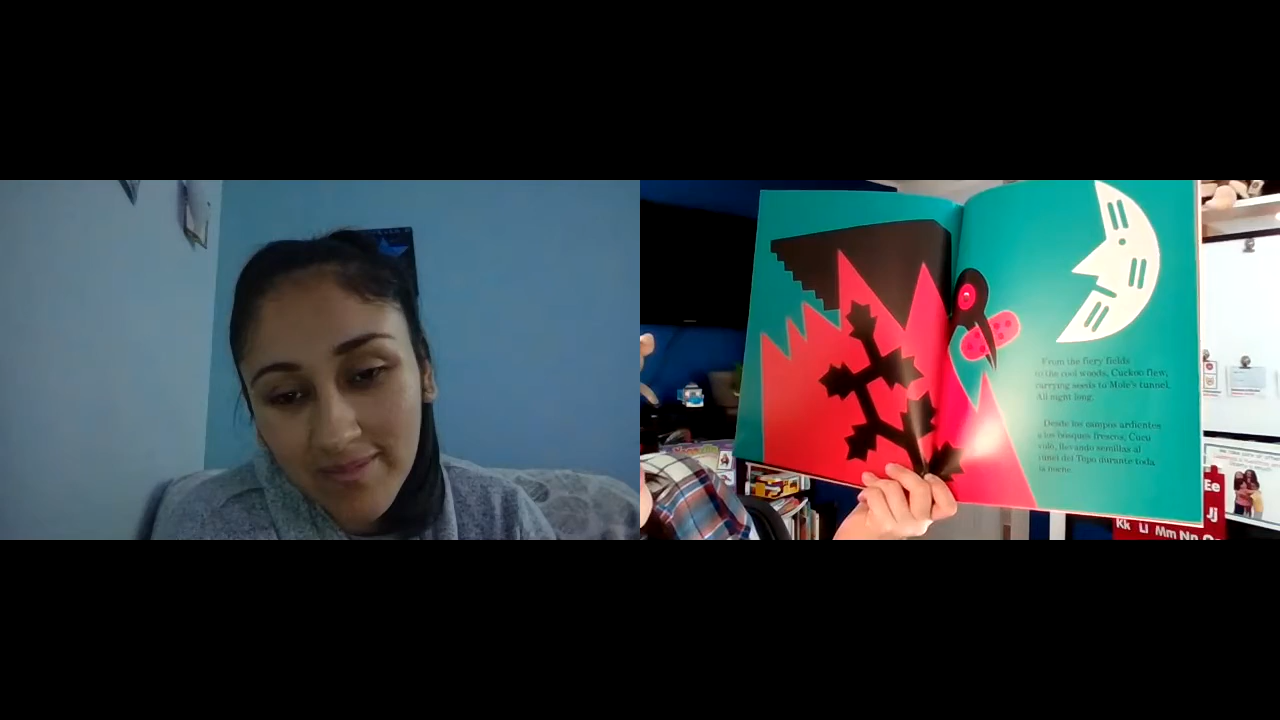 From the fiery fields
to the cool woods, Cuckoo flew,
carrying seeds to Mole's tunnel.
All night long.
Desde los campos ardientes
a los bosques frescos, Cucú
voló, llevando semillas al
túnel del Topo durante toda
la noche.
Ee
Jj
Kk Ll Mm Nn